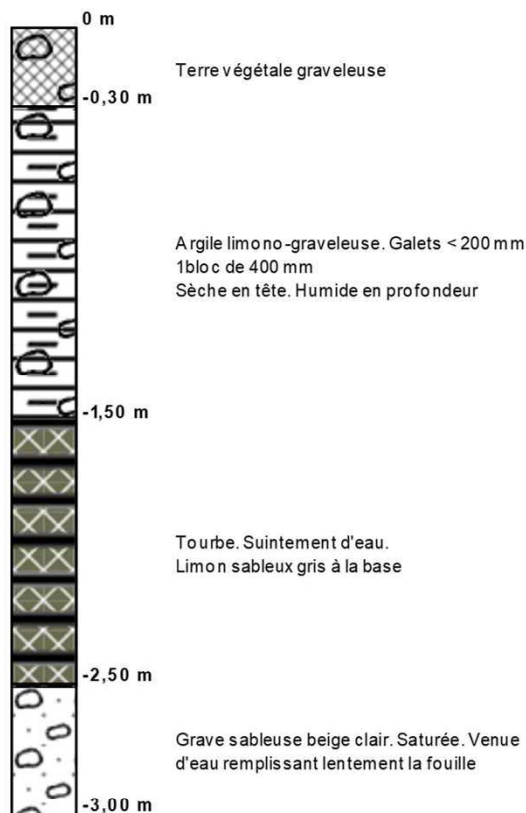 0 m
Terre végétale graveleuse
-0,30 m
Argile limono-graveleuse. Galets < 200 mm
1bloc de 400 mm
Sèche en tête. Humide en profondeur
-1,50 m
Tourbe. Suintement d'eau.
Limon sableux gris à la base
-2,50 m
Grave sableuse beige clair. Saturée. Venue
d'eau remplissant lentement la fouille
-3,00 m